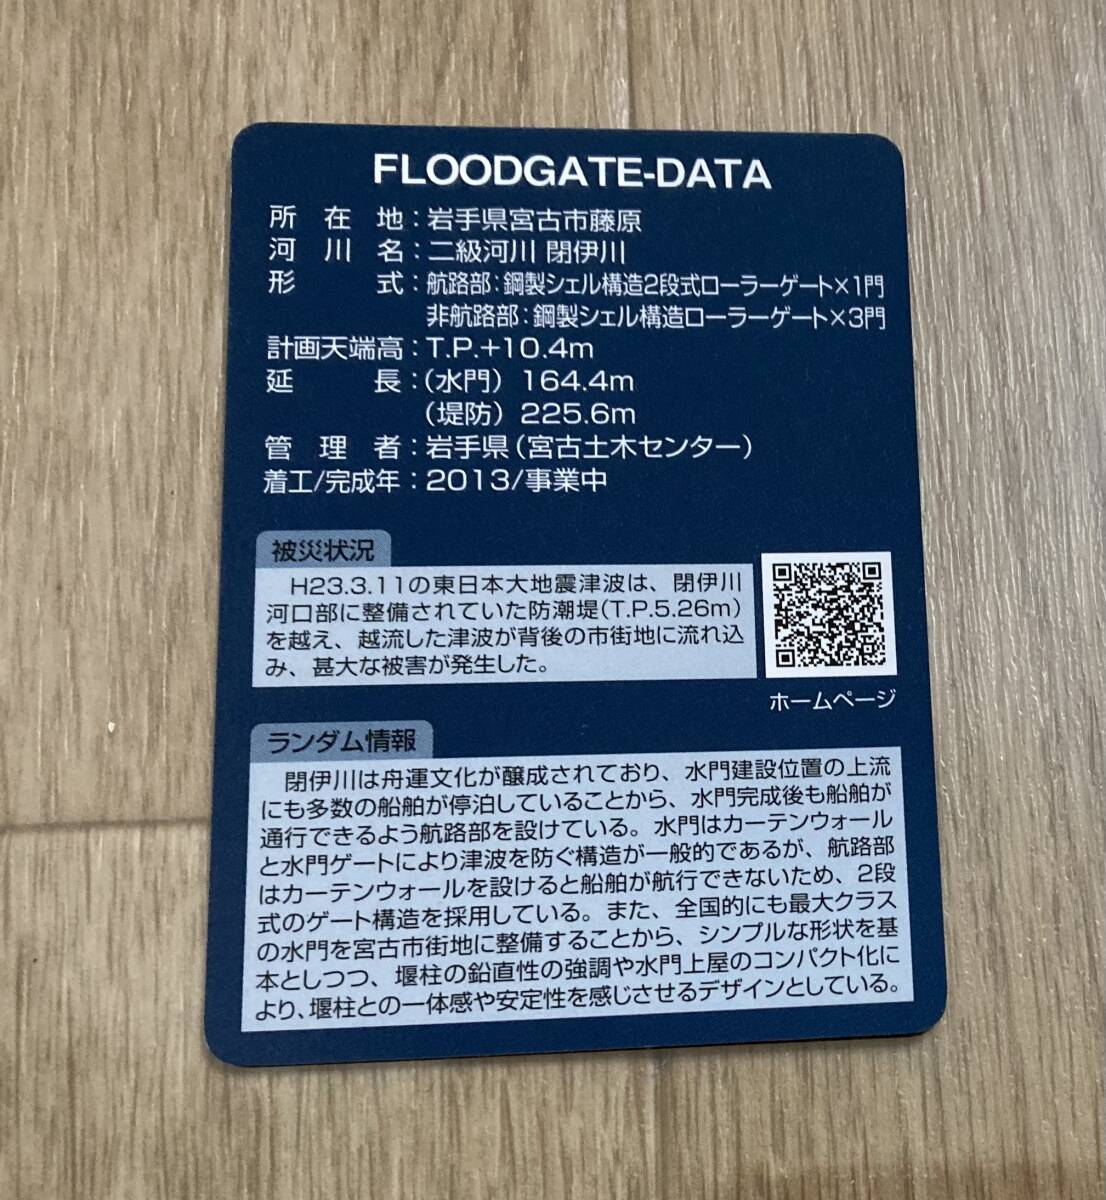 FLOODGATE-DATA
所在地：岩手県宮古市藤原
河川名：二級河川 閉伊川
形式：航路部：鋼製シェル構造2段式ローラーゲート×1門
非航路部：鋼製シェル構造ローラーゲート×3門
計画天端高：T.P.+10.4m
延長：（水門）164.4m
（堤防）225.6m
管理者：岩手県（宮古土木センター）
着工/完成年：2013/事業中
被災状況
H23.3.11の東日本大地震津波は、閉伊川
河口部に整備されていた防潮堤（T.P.5.26m）
を越え、越流した津波が背後の市街地に流れ込
み、甚大な被害が発生した。
ホームページ
ランダム情報
閉伊川は舟運文化が醸成されており、水門建設位置の上流
にも多数の船舶が停泊していることから、水門完成後も船舶が
通行できるよう航路部を設けている。水門はカーテンウォール
と水門ゲートにより津波を防ぐ構造が一般的であるが、航路部
はカーテンウォールを設けると船舶が航行できないため、2段
式のゲート構造を採用している。また、全国的にも最大クラス
の水門を宮古市街地に整備することから、シンプルな形状を基
本としつつ、堰柱の鉛直性の強調や水門上屋のコンパクト化に
より、堰柱との一体感や安定性を感じさせるデザインとしている。